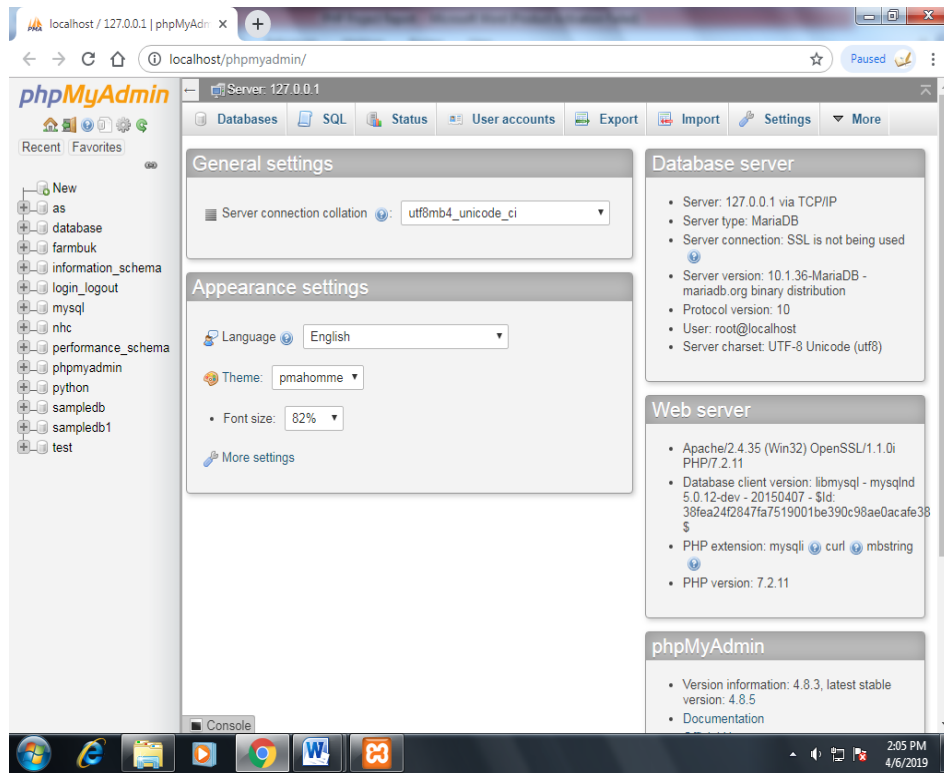 localhost / 127.0.0.1 | phpMyAdn
localhost/phpmyadmin/
Paused
phpMyAdmin
Recent Favorites
New
as
database
farmbuk
information_schema
login_logout
mysql
nhc
performance_schema
phpmyadmin
python
sampledb
sampledb1
test
Server: 127.0.0.1
Databases SQL Status User accounts Export Import Settings More
General settings
Server connection collation : utf8mb4_unicode_ci
Appearance settings
Language English
Theme: pmahomme
• Font size: 82%
More settings
Console
Database server
• Server: 127.0.0.1 via TCP/IP
• Server type: MariaDB
• Server connection: SSL is not being used
• Server version: 10.1.36-MariaDB -
mariadb.org binary distribution
• Protocol version: 10
• User: root@localhost
• Server charset: UTF-8 Unicode (utf8)
Web server
• Apache/2.4.35 (Win32) OpenSSL/1.1.0i
PHP/7.2.11
• Database client version: libmysql - mysqlnd
5.0.12-dev - 20150407 - $Id:
38fea24f2847fa7519001be390c98ae0acafe38
$
• PHP extension: mysqli curl mbstring
• PHP version: 7.2.11
phpMyAdmin
• Version information: 4.8.3, latest stable
version: 4.8.5
• Documentation
2:05 PM
4/6/2019